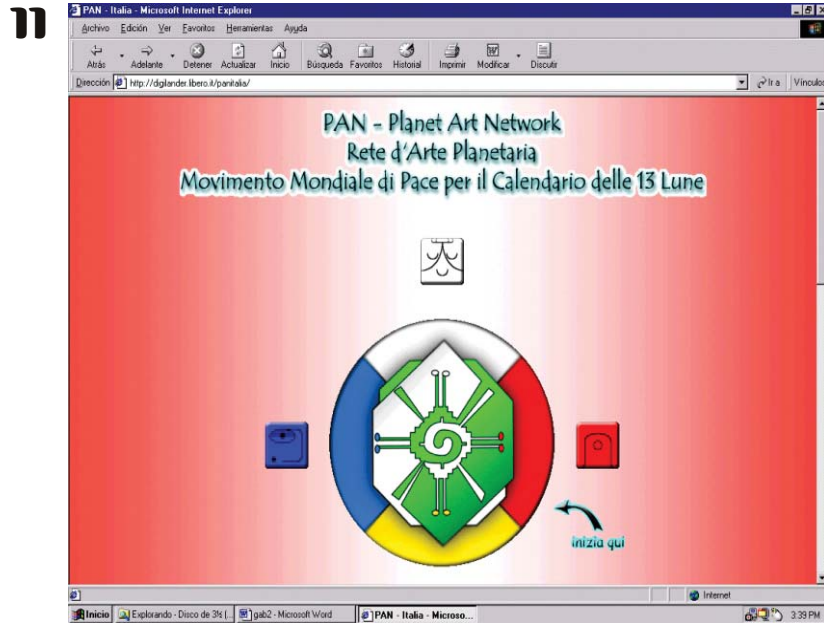 11
PAN - Italia - Microsoft Internet Explorer
Archivo Edición Ver Favoritos Herramientas Ayuda
Atrás Adelante Detener Actualizar Inicio Búsqueda Favoritos Historial Imprimir Modificar Discutir
Dirección http://digilander.libero.it/panitalia/ Ir a Vínculos
PAN - Planet Art Network
Rete d'Arte Planetaria
Movimento Mondiale di Pace per il Calendario delle 13 Lune
inizia qui
Internet
Inicio Explorando - Disco de 3½ (... gab2 - Microsoft Word PAN - Italia - Microso... 3:39 PM